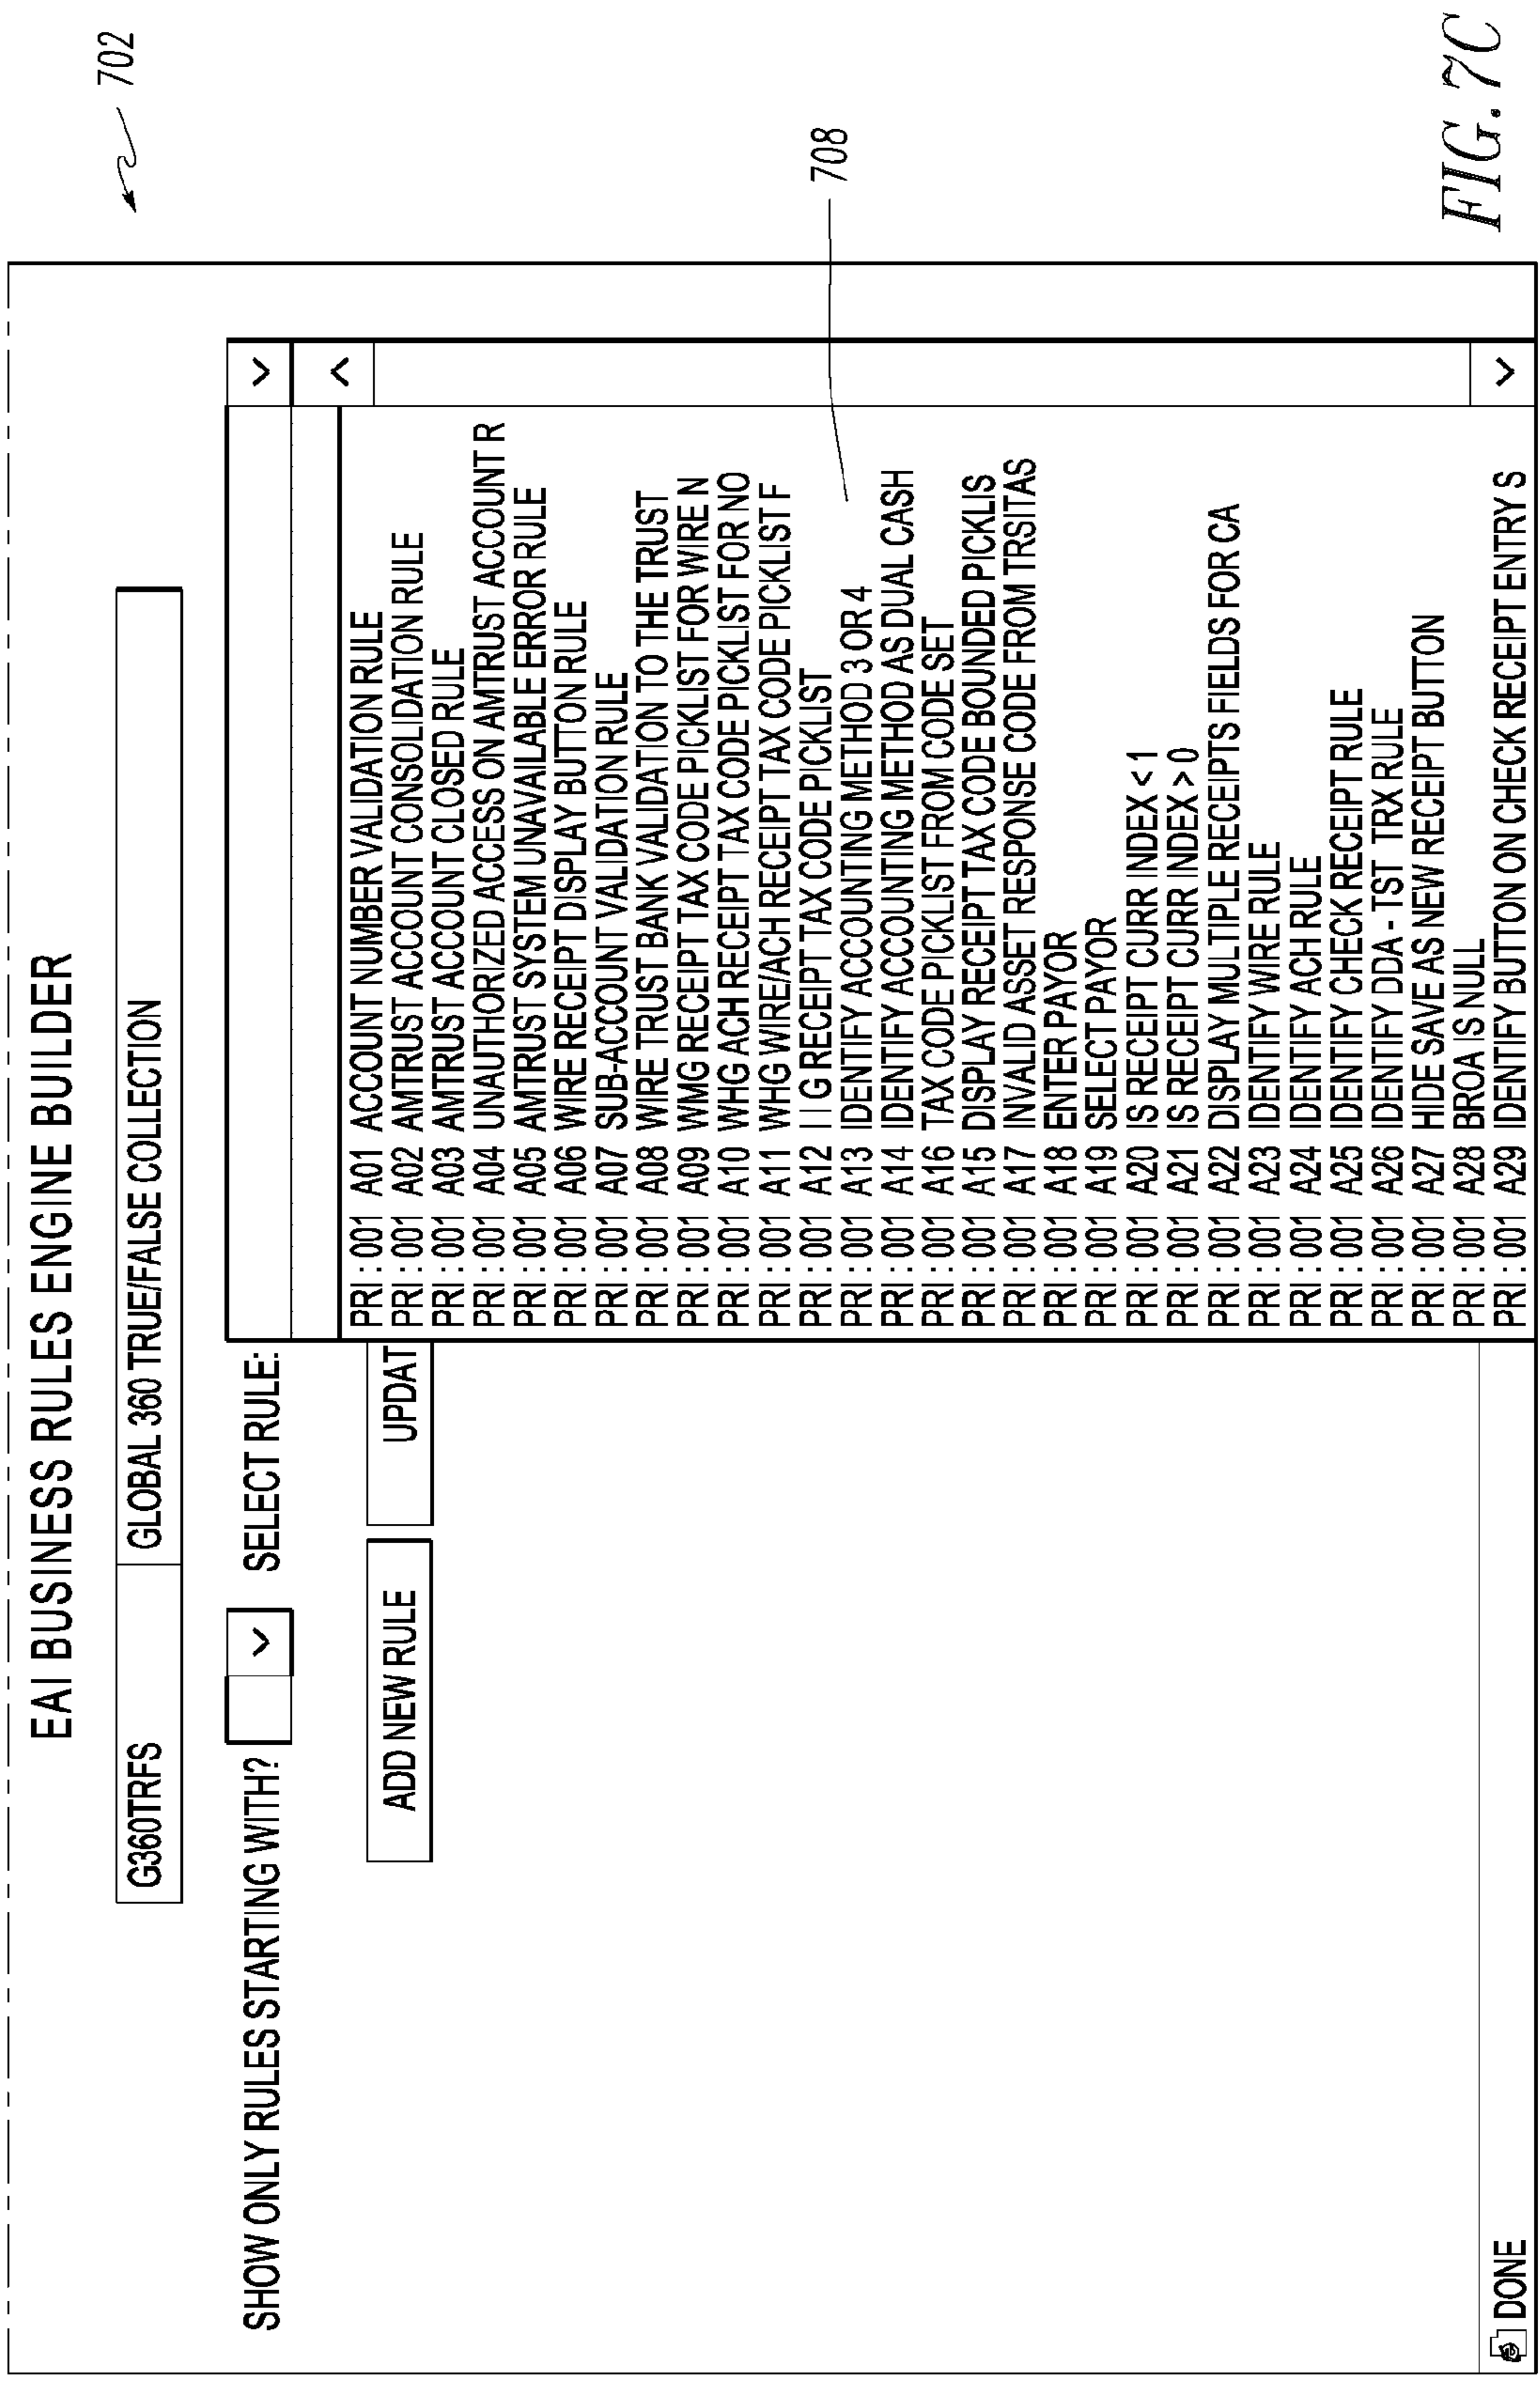 702
EAI BUSINESS RULES ENGINE BUILDER
G360TRFS GLOBAL 360 TRUE/FALSE COLLECTION
SHOW ONLY RULES STARTING WITH? SELECT RULE:
ADD NEW RULE UPDAT
PRI : 001 A01 ACCOUNT NUMBER VALIDATION RULE
PRI : 001 A02 AMTRUST ACCOUNT CONSOLIDATION RULE
PRI : 001 A03 AMTRUST ACCOUNT CLOSED RULE
PRI : 001 A04 UNAUTHORIZED ACCESS ON AMTRUST ACCOUNT R
PRI : 001 A05 AMTRUST SYSTEM UNAVAILABLE ERROR RULE
PRI : 001 A06 WIRE RECEIPT DISPLAY BUTTON RULE
PRI : 001 A07 SUB-ACCOUNT VALIDATION RULE
PRI : 001 A08 WIRE TRUST BANK VALIDATION TO THE TRUST
PRI : 001 A09 WMG RECEIPT TAX CODE PICKLIST FOR WIRE N
PRI : 001 A10 WHG ACH RECEIPT TAX CODE PICKLIST FOR NO
PRI : 001 A11 WHG WIRE/ACH RECEIPT TAX CODE PICKLIST F
PRI : 001 A12 I I G RECEIPT TAX CODE PICKLIST
PRI : 001 A13 IDENTIFY ACCOUNTING METHOD 3 OR 4
PRI : 001 A14 IDENTIFY ACCOUNTING METHOD AS DUAL CASH
PRI : 001 A16 TAX CODE PICKLIST FROM CODE SET
PRI : 001 A15 DISPLAY RECEIPT TAX CODE BOUNDED PICKLIS
PRI : 001 A17 INVALID ASSET RESPONSE CODE FROM TRSITAS
PRI : 001 A18 ENTER PAYOR
PRI : 001 A19 SELECT PAYOR
PRI : 001 A20 IS RECEIPT CURR INDEX < 1
PRI : 001 A21 IS RECEIPT CURR INDEX > 0
PRI : 001 A22 DISPLAY MULTIPLE RECEIPTS FIELDS FOR CA
PRI : 001 A23 IDENTIFY WIRE RULE
PRI : 001 A24 IDENTIFY ACH RULE
PRI : 001 A25 IDENTIFY CHECK RECEIPT RULE
PRI : 001 A26 IDENTIFY DDA - TST TRX RULE
PRI : 001 A27 HIDE SAVE AS NEW RECEIPT BUTTON
PRI : 001 A28 BROA IS NULL
PRI : 001 A29 IDENTIFY BUTTON ON CHECK RECEIPT ENTRY S
708
DONE
FIG. 7C